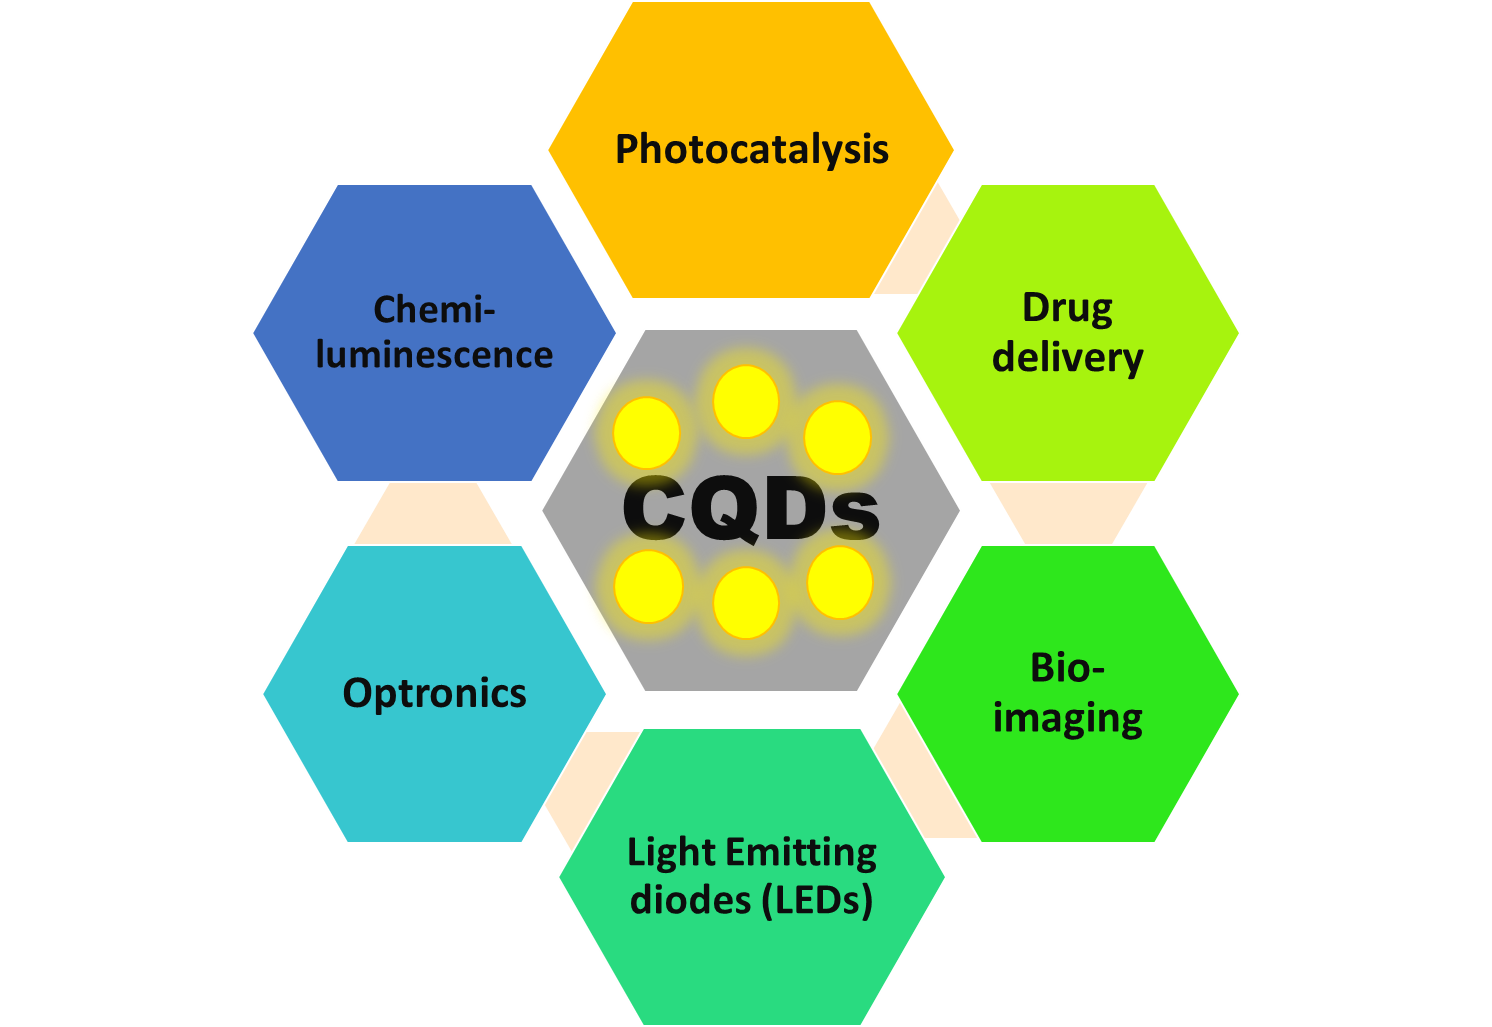 Photocatalysis
Chemi-
luminescence
Drug
delivery
CQDs
Optronics
Bio-
imaging
Light Emitting
diodes (LEDs)